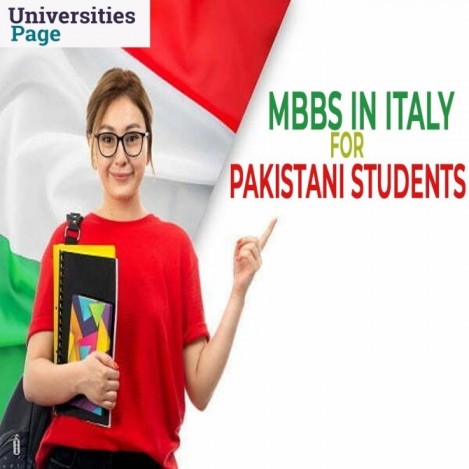 Universities
Page
MBBS IN ITALY
FOR
PAKISTANI STUDENTS